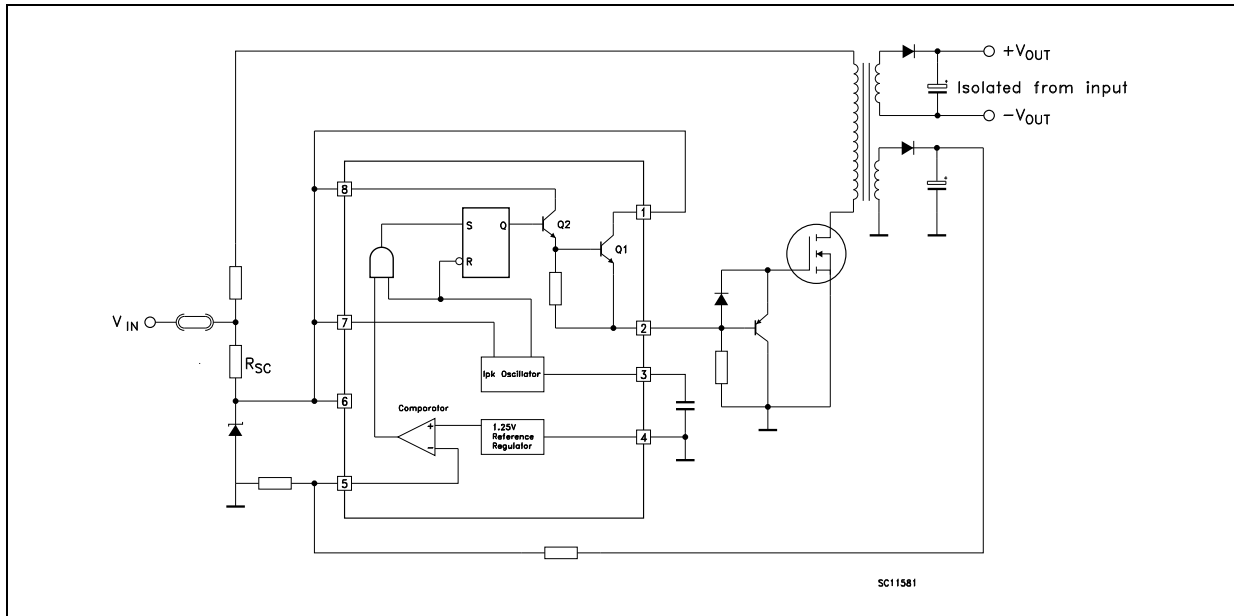 +VOUT
Isolated from input
-VOUT
8
1
S
Q
Q2
R
Q1
VIN
7
2
RSC
Ipk Oscillator
3
6
Comparator
+
-
1.25V
Reference
Regulator
4
5
SC11581